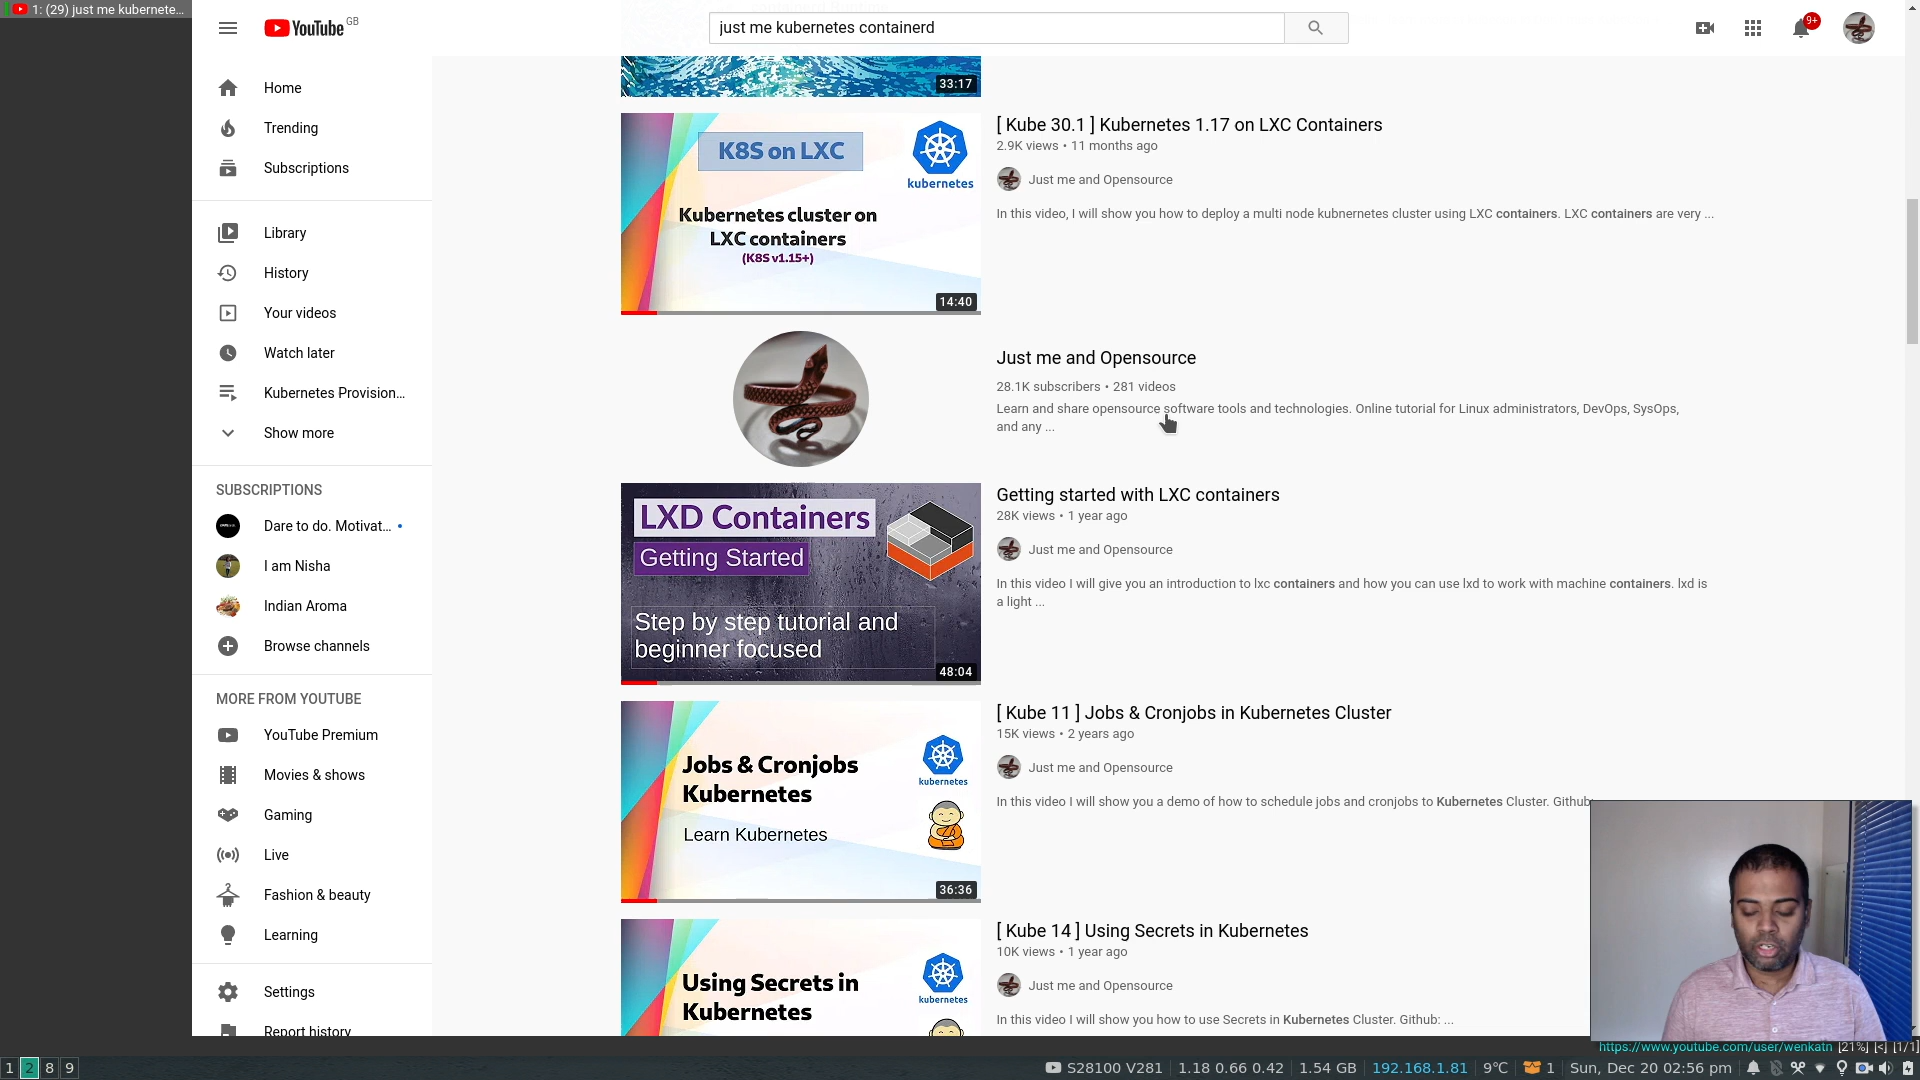 1: (29) just me kubernete...
YouTube GB
just me kubernetes containerd
9+
Home
Trending
Subscriptions
Library
History
Your videos
Watch later
Kubernetes Provision...
Show more
SUBSCRIPTIONS
Dare to do. Motivat...
I am Nisha
Indian Aroma
Browse channels
MORE FROM YOUTUBE
YouTube Premium
Movies & shows
Gaming
Live
Fashion & beauty
Learning
Settings
Report history
33:17
K8S on LXC
kubernetes
Kubernetes cluster on
LXC containers
(K8S v1.15+)
14:40
[ Kube 30.1 ] Kubernetes 1.17 on LXC Containers
2.9K views • 11 months ago
Just me and Opensource
In this video, I will show you how to deploy a multi node kubnernetes cluster using LXC containers. LXC containers are very ...
Just me and Opensource
28.1K subscribers • 281 videos
Learn and share opensource software tools and technologies. Online tutorial for Linux administrators, DevOps, SysOps,
and any ...
LXD Containers
Getting Started
Step by step tutorial and
beginner focused
48:04
Getting started with LXC containers
28K views • 1 year ago
Just me and Opensource
In this video I will give you an introduction to lxc containers and how you can use lxd to work with machine containers. lxd is
a light ...
Jobs & Cronjobs
Kubernetes
kubernetes
Learn Kubernetes
36:36
[ Kube 11 ] Jobs & Cronjobs in Kubernetes Cluster
15K views • 2 years ago
Just me and Opensource
In this video I will show you a demo of how to schedule jobs and cronjobs to Kubernetes Cluster. Github:
Using Secrets in
Kubernetes
kubernetes
[ Kube 14 ] Using Secrets in Kubernetes
10K views • 1 year ago
Just me and Opensource
In this video I will show you how to use Secrets in Kubernetes Cluster. Github: ...
https://www.youtube.com/user/wenkatn [21%] [<] [1/1]
1 2 8 9
S28100 V281 1.18 0.66 0.42 1.54 GB 192.168.1.81 9°C 1 Sun, Dec 20 02:56 pm